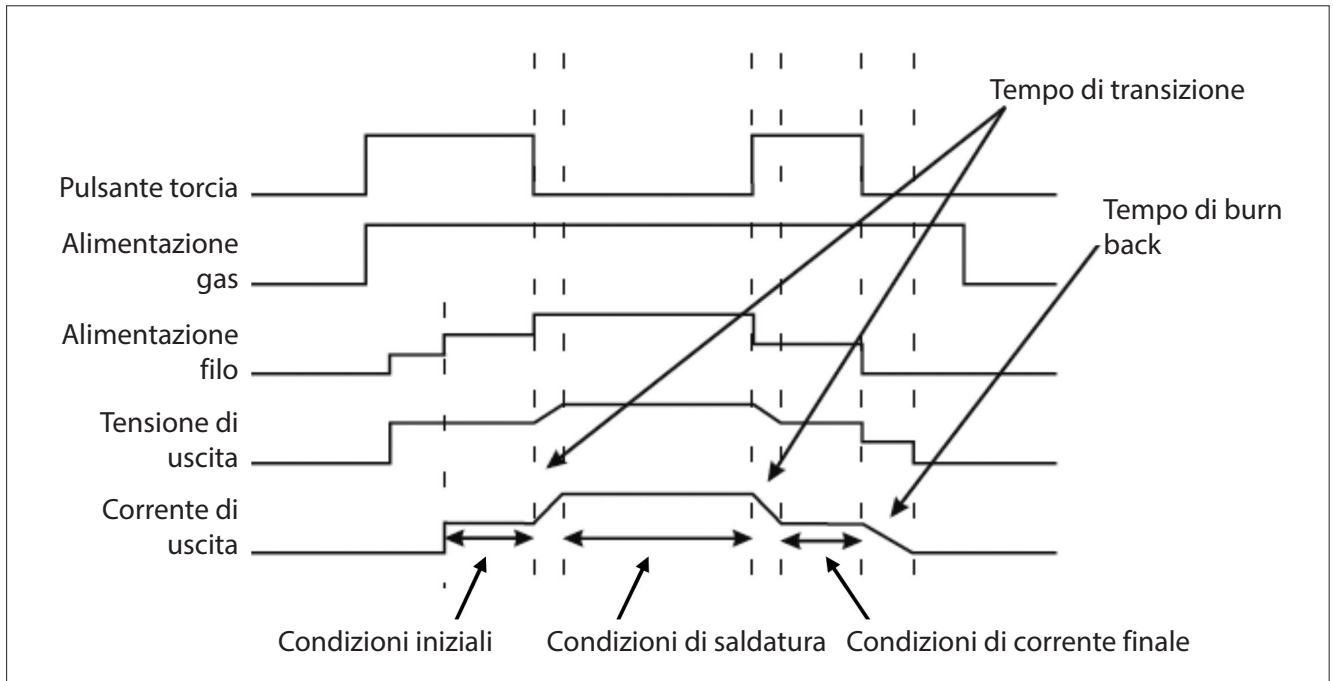 Tempo di transizione
Pulsante torcia
Tempo di burn
back
Alimentazione
gas
Alimentazione
filo
Tensione di
uscita
Corrente di
uscita
Condizioni iniziali
Condizioni di saldatura
Condizioni di corrente finale